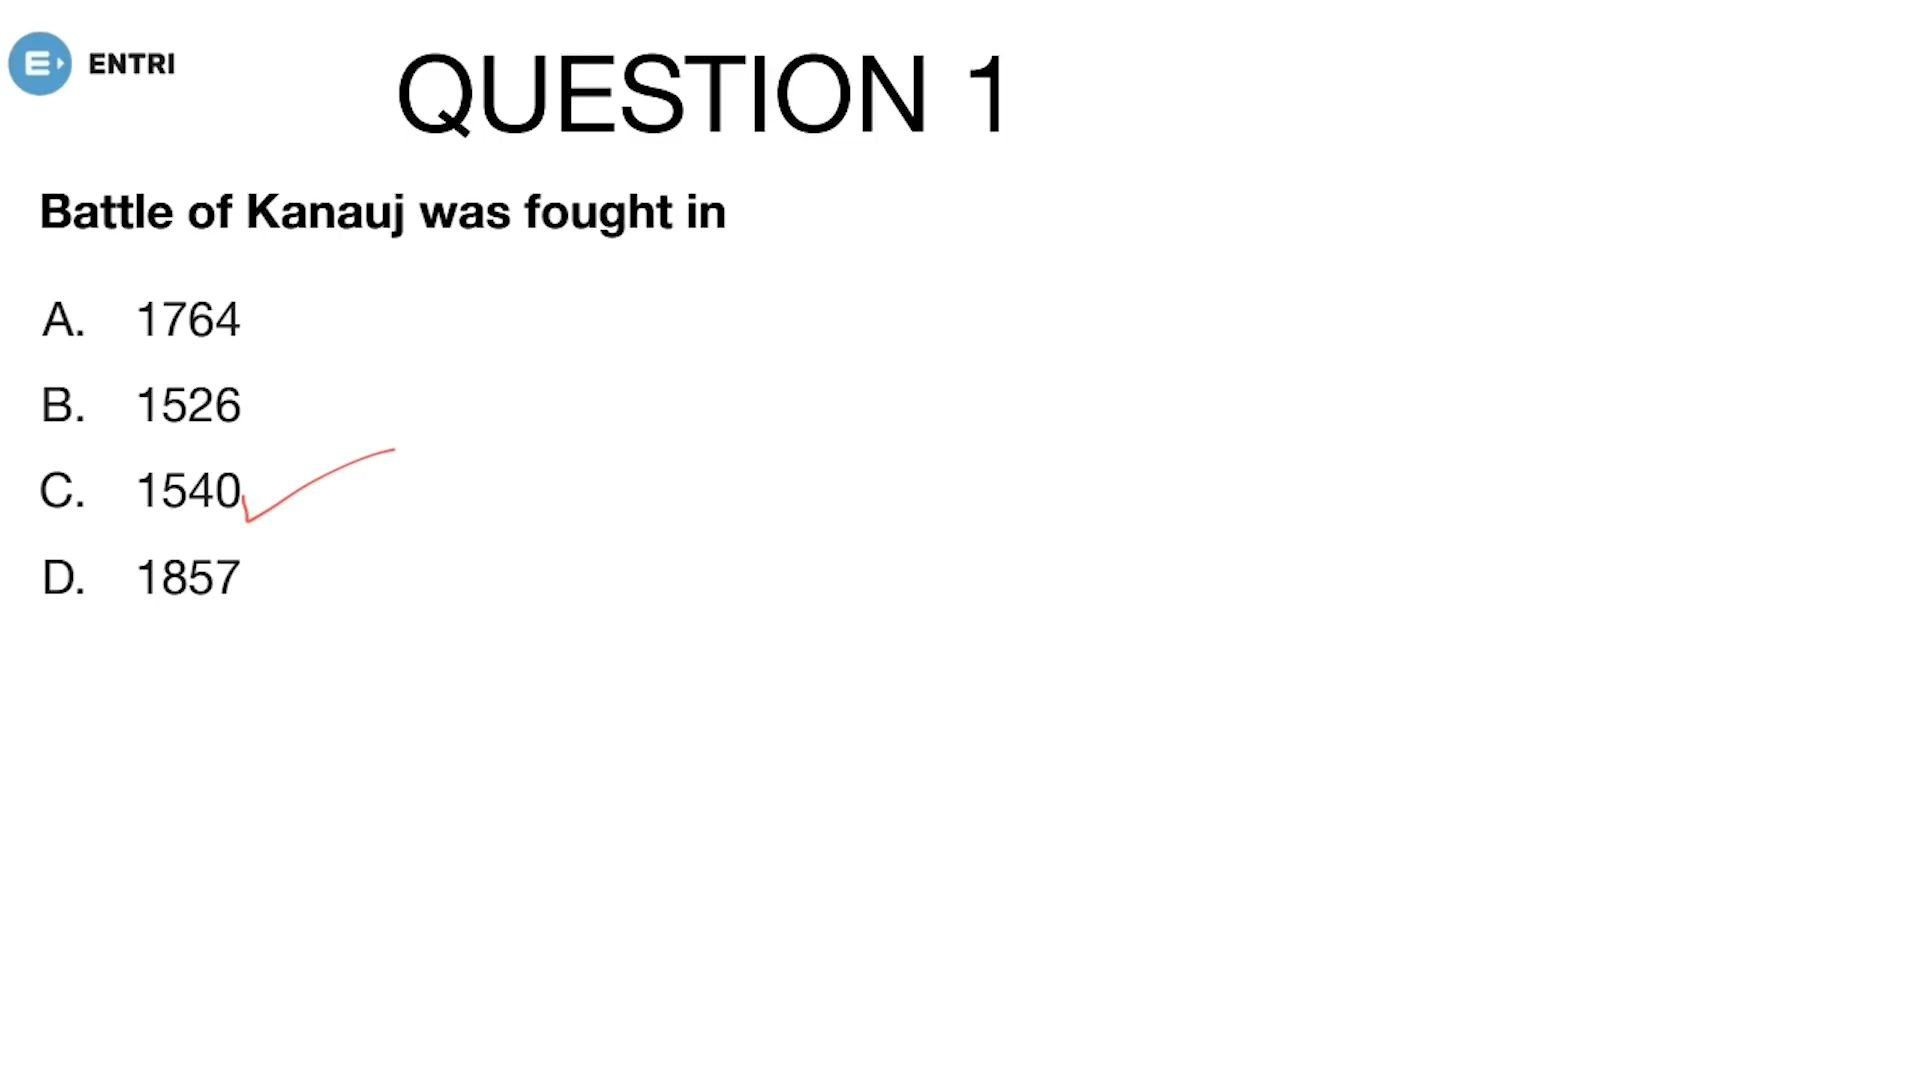 ENTRI
QUESTION 1
Battle of Kanauj was fought in
A. 1764
B. 1526
C. 1540
D. 1857